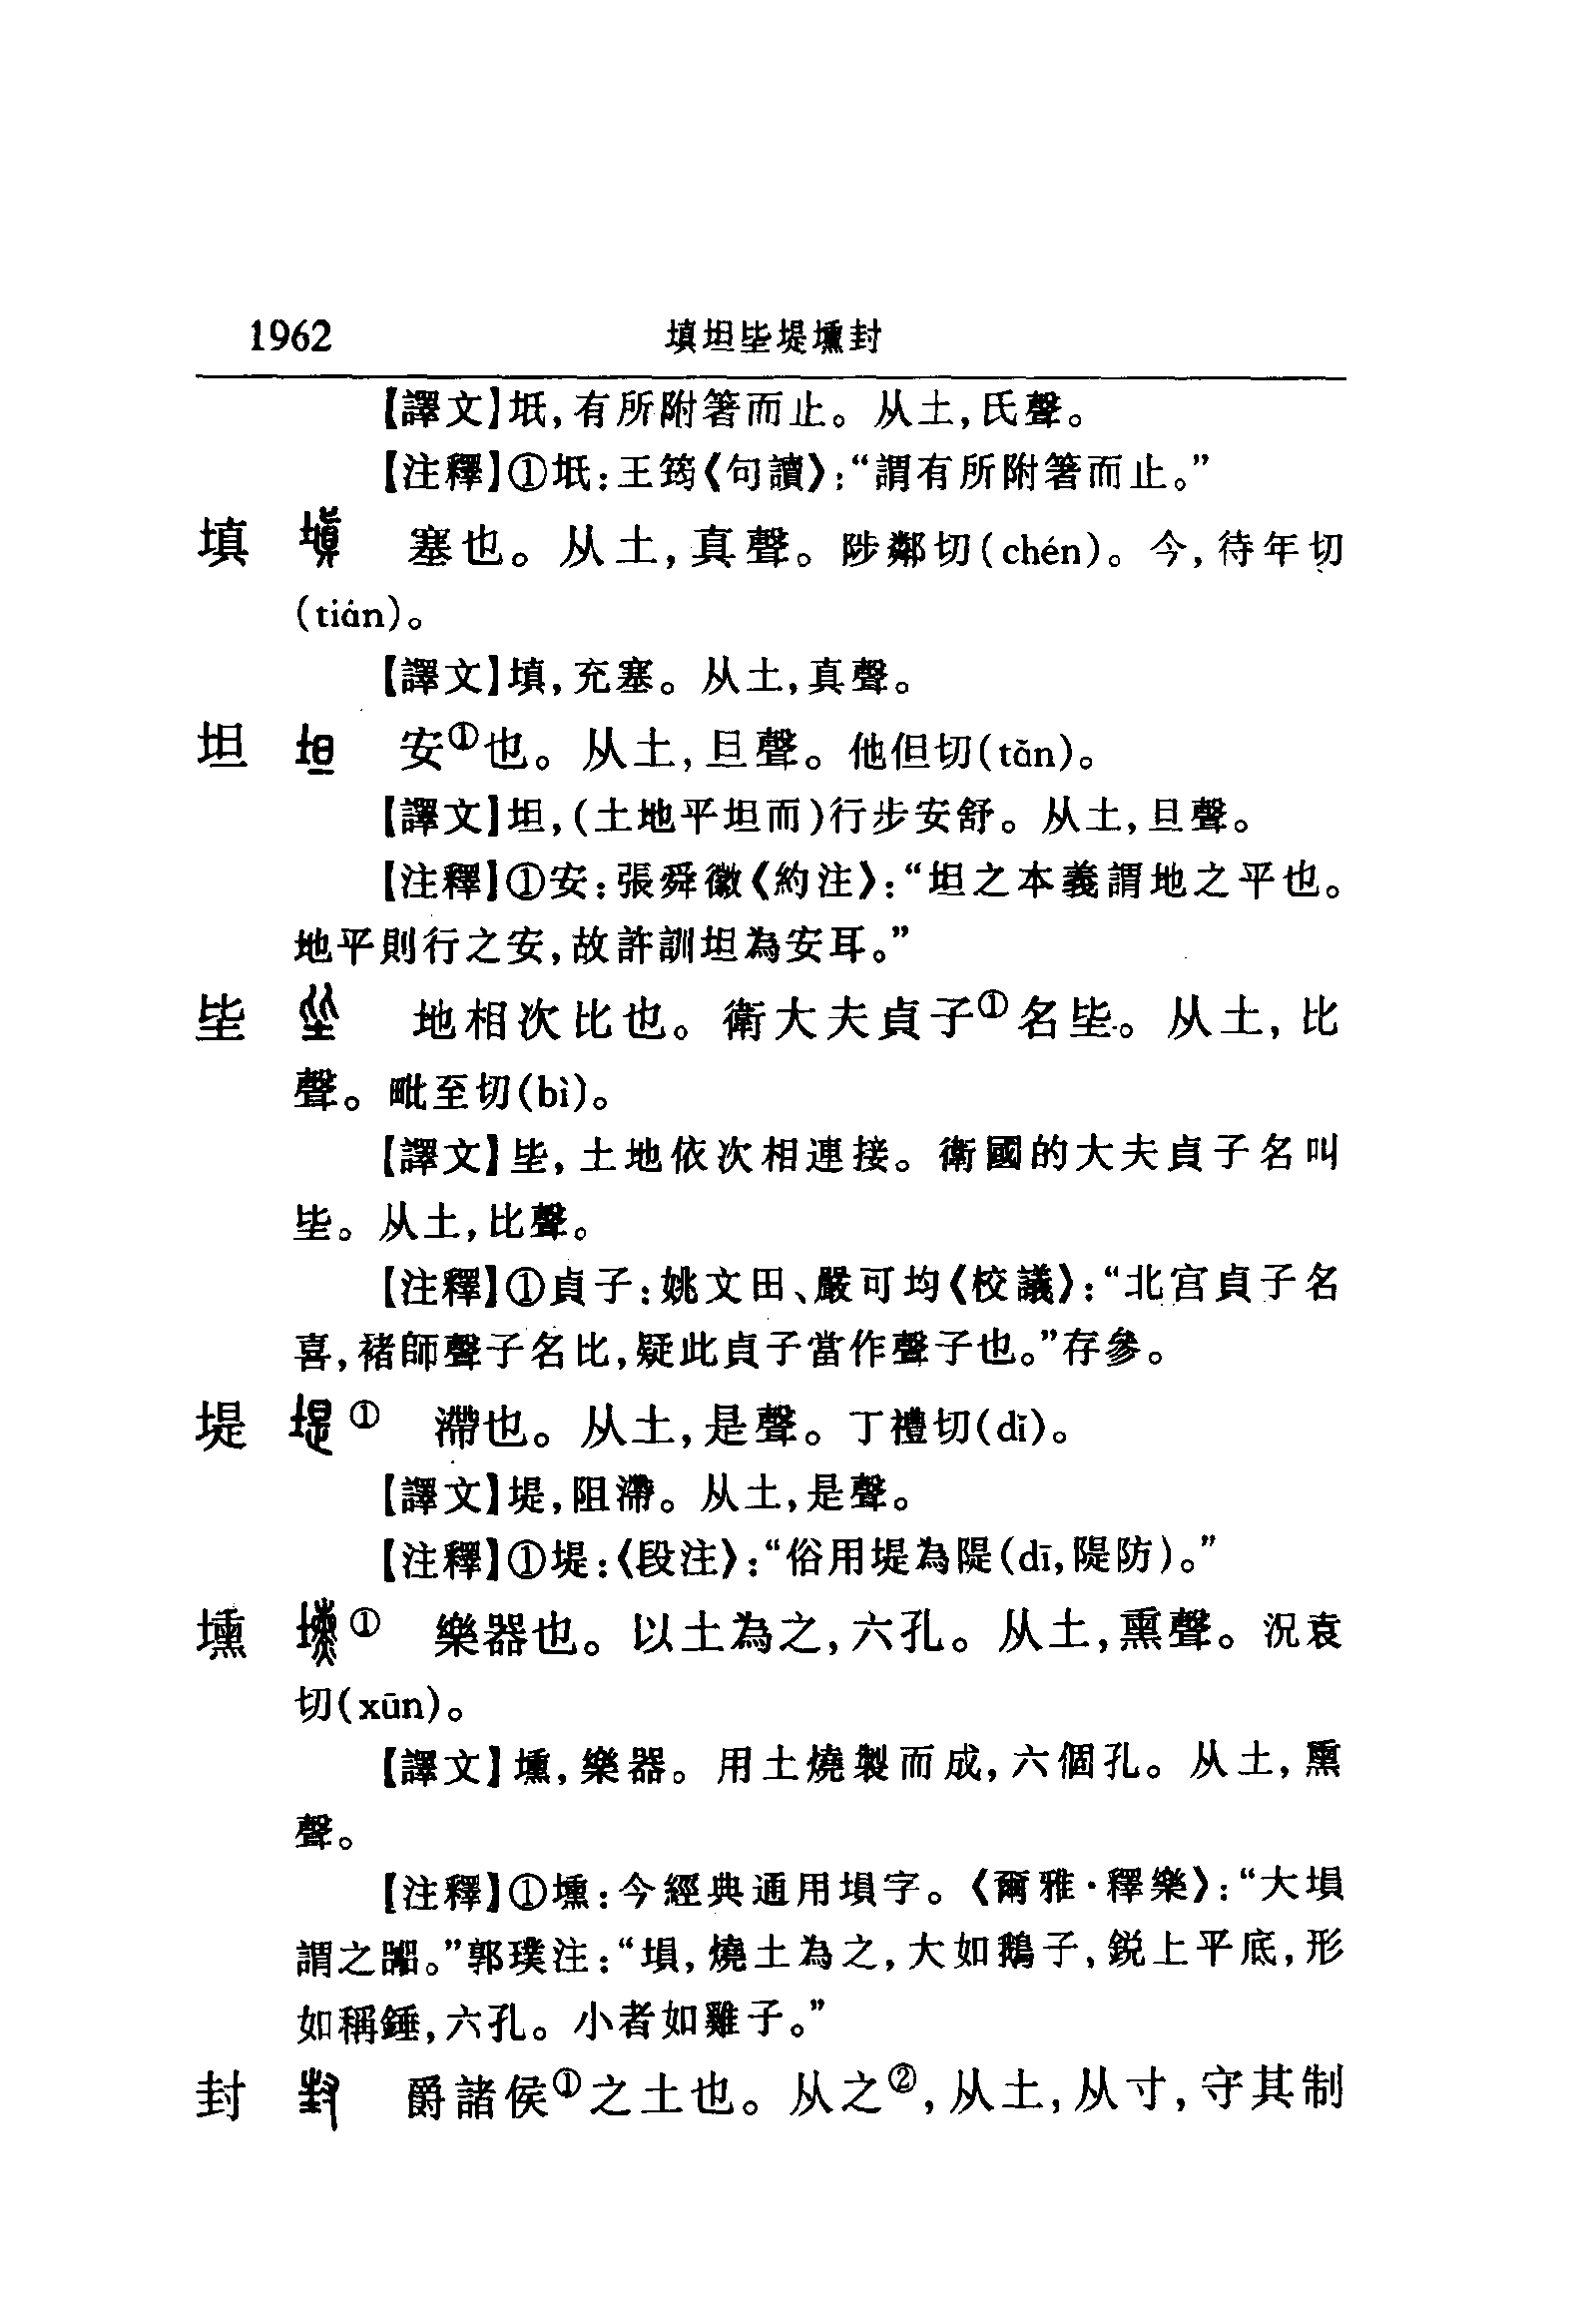 1962 填坦坒堤壎封
【譯文】坻,有所附箸而止。从土,氏聲。
【注釋】①坻:王筠《句讀》:“謂有所附箸而止。”
填 塞也。从土,真聲。陟鄰切(chén)。今,待年切
(tián)。
【譯文】填,充塞。从土,真聲。
坦 安①也。从土,旦聲。他但切(tǎn)。
【譯文】坦,(土地平坦而)行步安舒。从土,旦聲。
【注釋】①安:張舜徽《約注》:“坦之本義謂地之平也。
地平則行之安,故許訓坦為安耳。”
坒 地相次比也。衛大夫貞子①名坒。从土,比
聲。毗至切(bì)。
【譯文】坒,土地依次相連接。衛國的大夫貞子名叫
坒。从土,比聲。
【注釋】①貞子:姚文田、嚴可均《校議》:“北宫貞子名
喜,褚師聲子名比,疑此貞子當作聲子也。”存參。
堤 ① 滯也。从土,是聲。丁禮切(dǐ)。
【譯文】堤,阻滯。从土,是聲。
【注釋】①堤:《段注》:“俗用堤為隄(dī,隄防)。”
壎 ① 樂器也。以土為之,六孔。从土,熏聲。況袁
切(xūn)。
【譯文】壎,樂器。用土燒製而成,六個孔。从土,熏
聲。
【注釋】①壎:今經典通用塤字。《爾雅·釋樂》:“大塤
謂之嘂。”郭璞注:“塤,燒土為之,大如鵝子,鋭上平底,形
如稱錘,六孔。小者如雞子。”
封 爵諸侯①之土也。从之②,从土,从寸,守其制